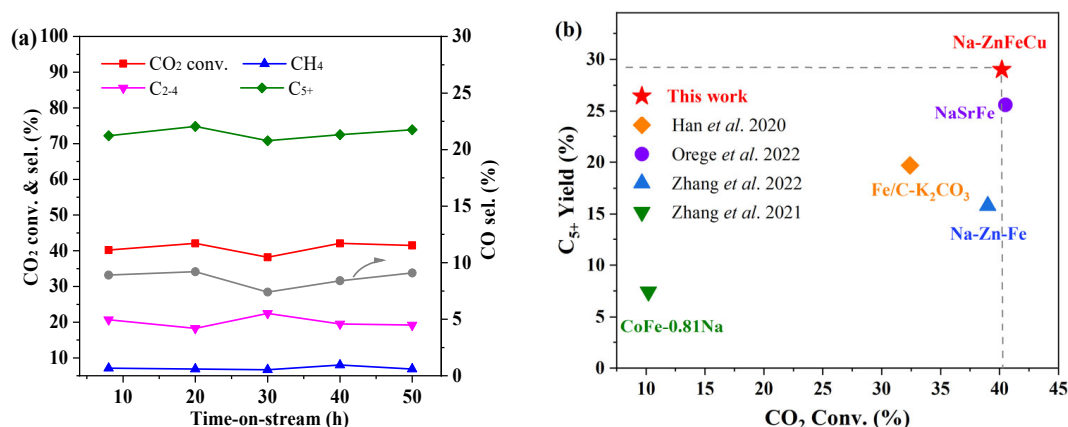 (a)
CO₂ conv. & sel. (%)
100
90
80
70
60
50
40
30
20
10
CO₂ conv.
CH₄
C₂₋₄
C₅₊
30
25
20
15
10
5
0
CO sel. (%)
10
20
30
40
50
Time-on-stream (h)
(b)
C₅₊ Yield (%)
30
25
20
15
10
5
0
Na-ZnFeCu
This work
NaSrFe
Han et al. 2020
Orege et al. 2022
Fe/C-K₂CO₃
Zhang et al. 2022
Zhang et al. 2021
Na-Zn-Fe
CoFe-0.81Na
10
15
20
25
30
35
40
45
CO₂ Conv. (%)